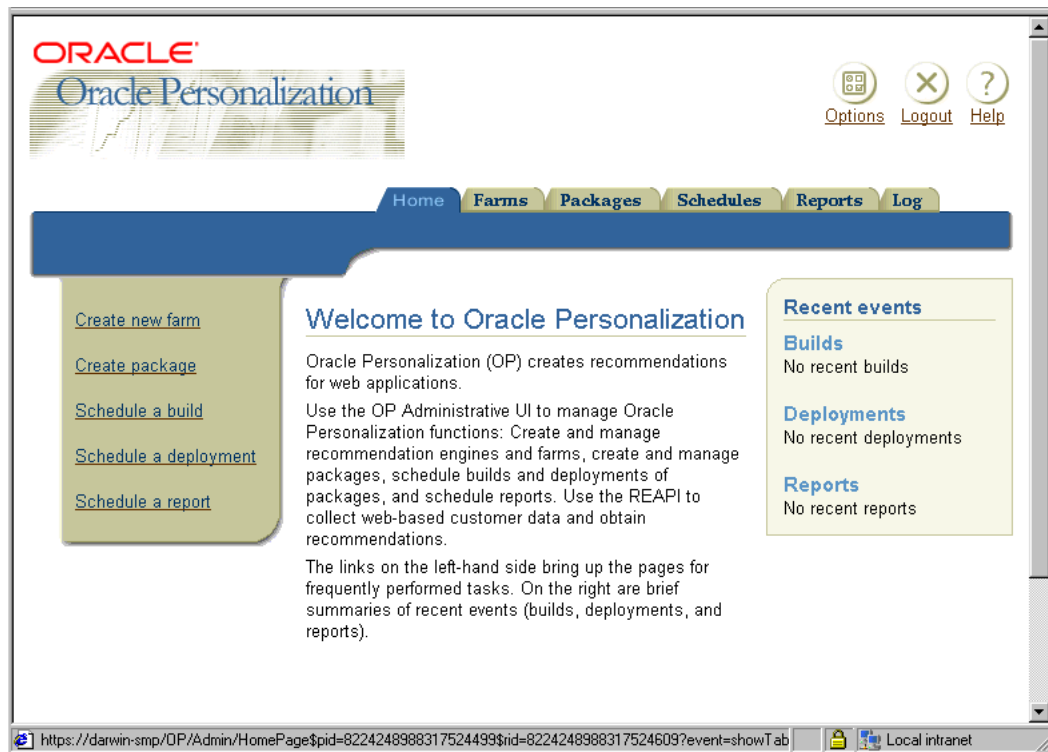 ORACLE
Oracle Personalization
Options Logout Help
Home Farms Packages Schedules Reports Log
Create new farm
Create package
Schedule a build
Schedule a deployment
Schedule a report
Welcome to Oracle Personalization
Oracle Personalization (OP) creates recommendations
for web applications.
Use the OP Administrative UI to manage Oracle
Personalization functions: Create and manage
recommendation engines and farms, create and manage
packages, schedule builds and deployments of
packages, and schedule reports. Use the REAPI to
collect web-based customer data and obtain
recommendations.
The links on the left-hand side bring up the pages for
frequently performed tasks. On the right are brief
summaries of recent events (builds, deployments, and
reports).
Recent events
Builds
No recent builds
Deployments
No recent deployments
Reports
No recent reports
https://darwin-smp/OP/Admin/HomePage$pid=8224248988317524499$rid=8224248988317524609?event=showTab
Local intranet